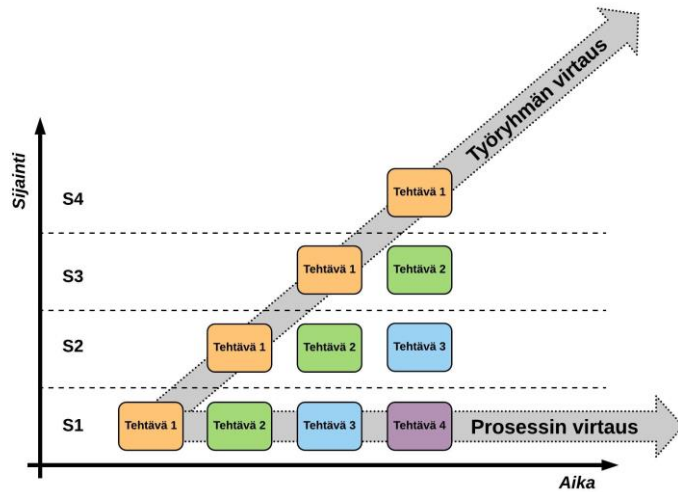 Työryhmän virtaus
Sijainti
S4
Tehtävä 1
S3
Tehtävä 1
Tehtävä 2
S2
Tehtävä 1
Tehtävä 2
Tehtävä 3
S1
Tehtävä 1
Tehtävä 2
Tehtävä 3
Tehtävä 4
Prosessin virtaus
Aika